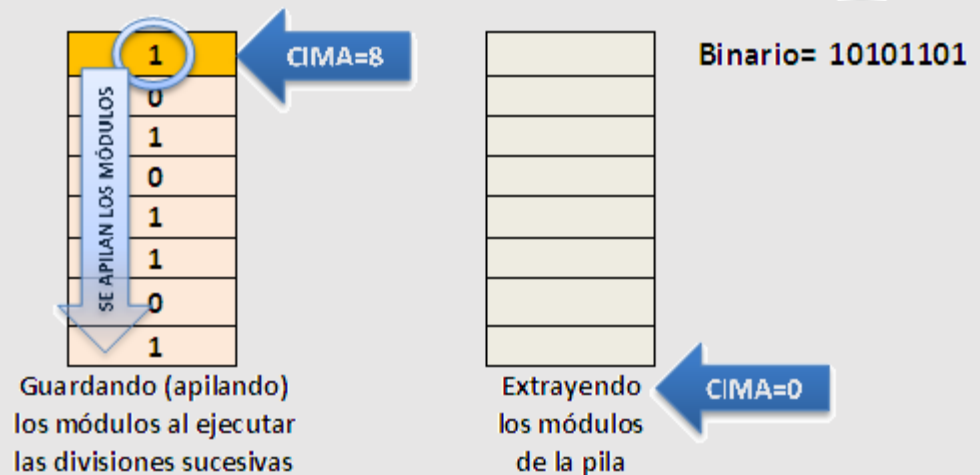 1
0
1
0
1
1
0
1
SE APILAN LOS MÓDULOS
CIMA=8
Guardando (apilando)
los módulos al ejecutar
las divisiones sucesivas
Binario= 10101101
CIMA=0
Extrayendo
los módulos
de la pila